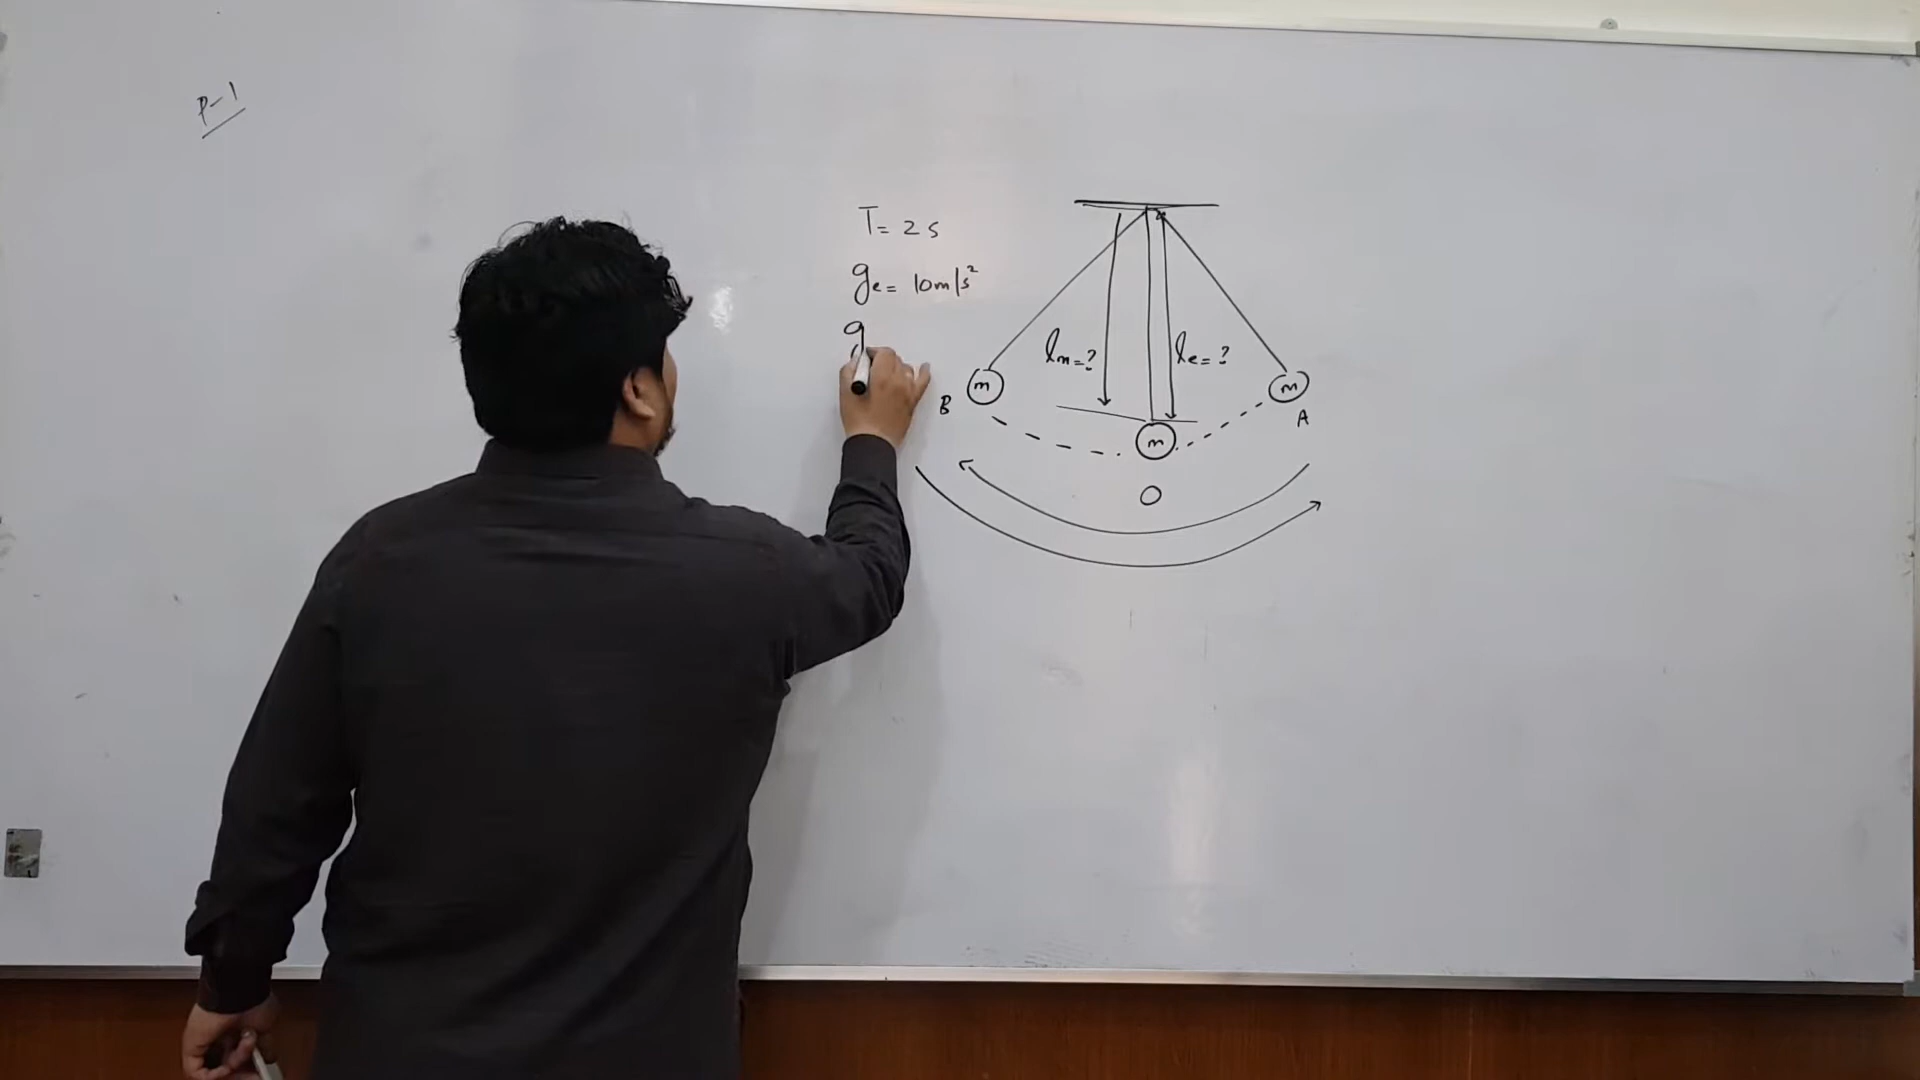 P-1
T = 2 s
ge = 10 m/s²
g
lm = ?
le = ?
m
m
B
A
m
O